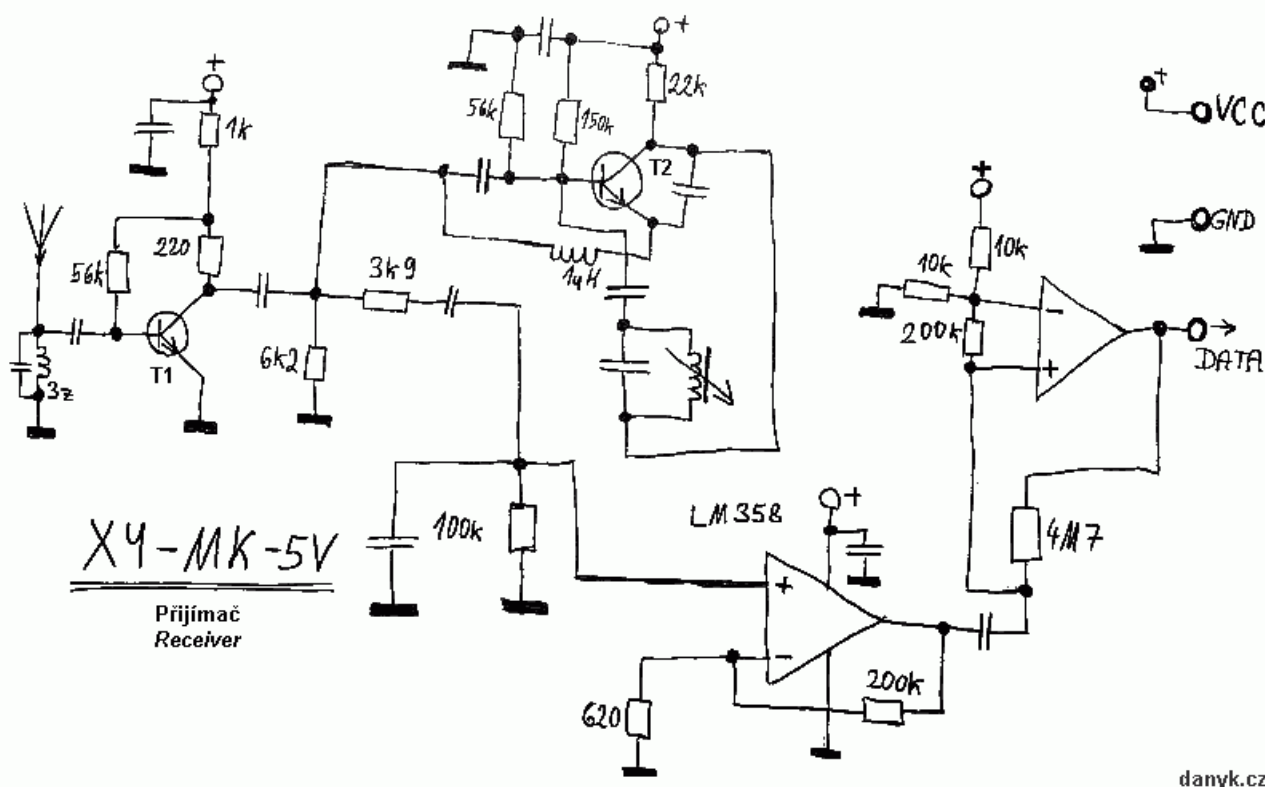 +
22k
56k
150k
T2
+
1k
+
VCC
GND
220
56k
T1
3z
3k9
6k2
1uH
+
10k
10k
200k
-
+
DATA
4M7
100k
LM358
+
+
-
200k
620
XY-MK-5V
Přijímač
Receiver
danyk.cz